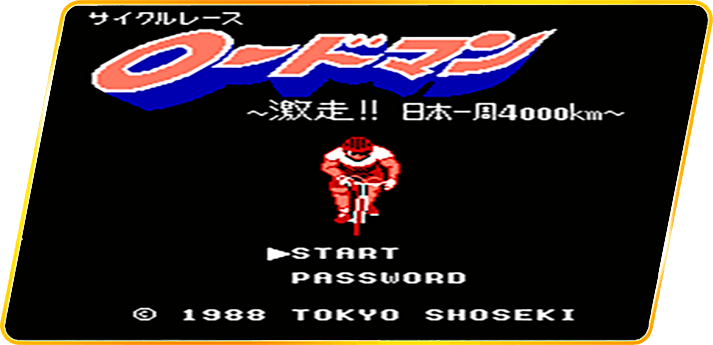 サイクルレース
ロードマン
～激走!! 日本一周4000km～
▶START
PASSWORD
© 1988 TOKYO SHOSEKI